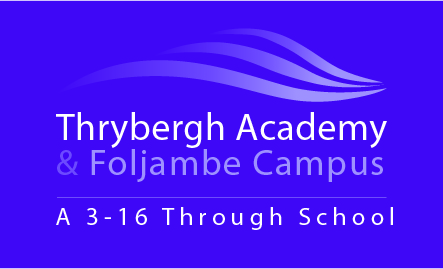 Thrybergh Academy
& Foljambe Campus
A 3-16 Through School